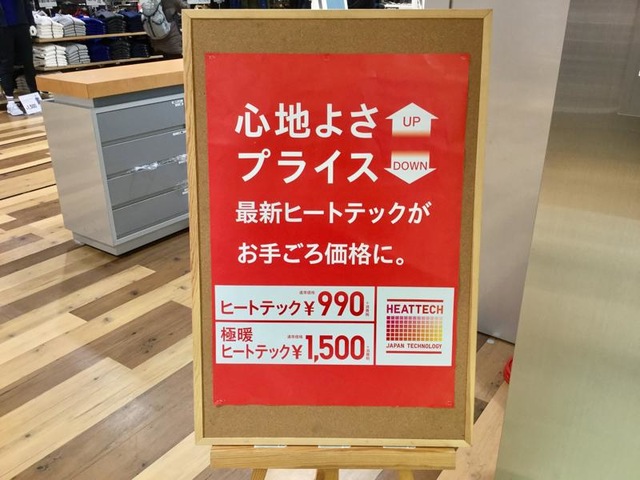 心地よさ UP
プライス DOWN
最新ヒートテックが
お手ごろ価格に。
ヒートテック ¥990
極暖
ヒートテック ¥1,500
HEATTECH
JAPAN TECHNOLOGY